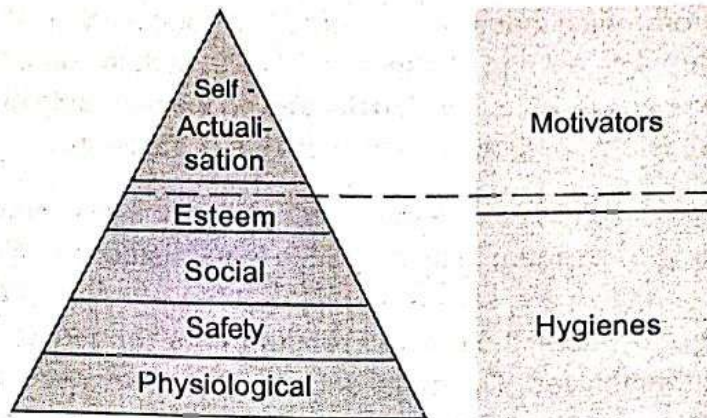 Self -
Actuali-
sation
Esteem
Social
Safety
Physiological
Motivators
Hygienes